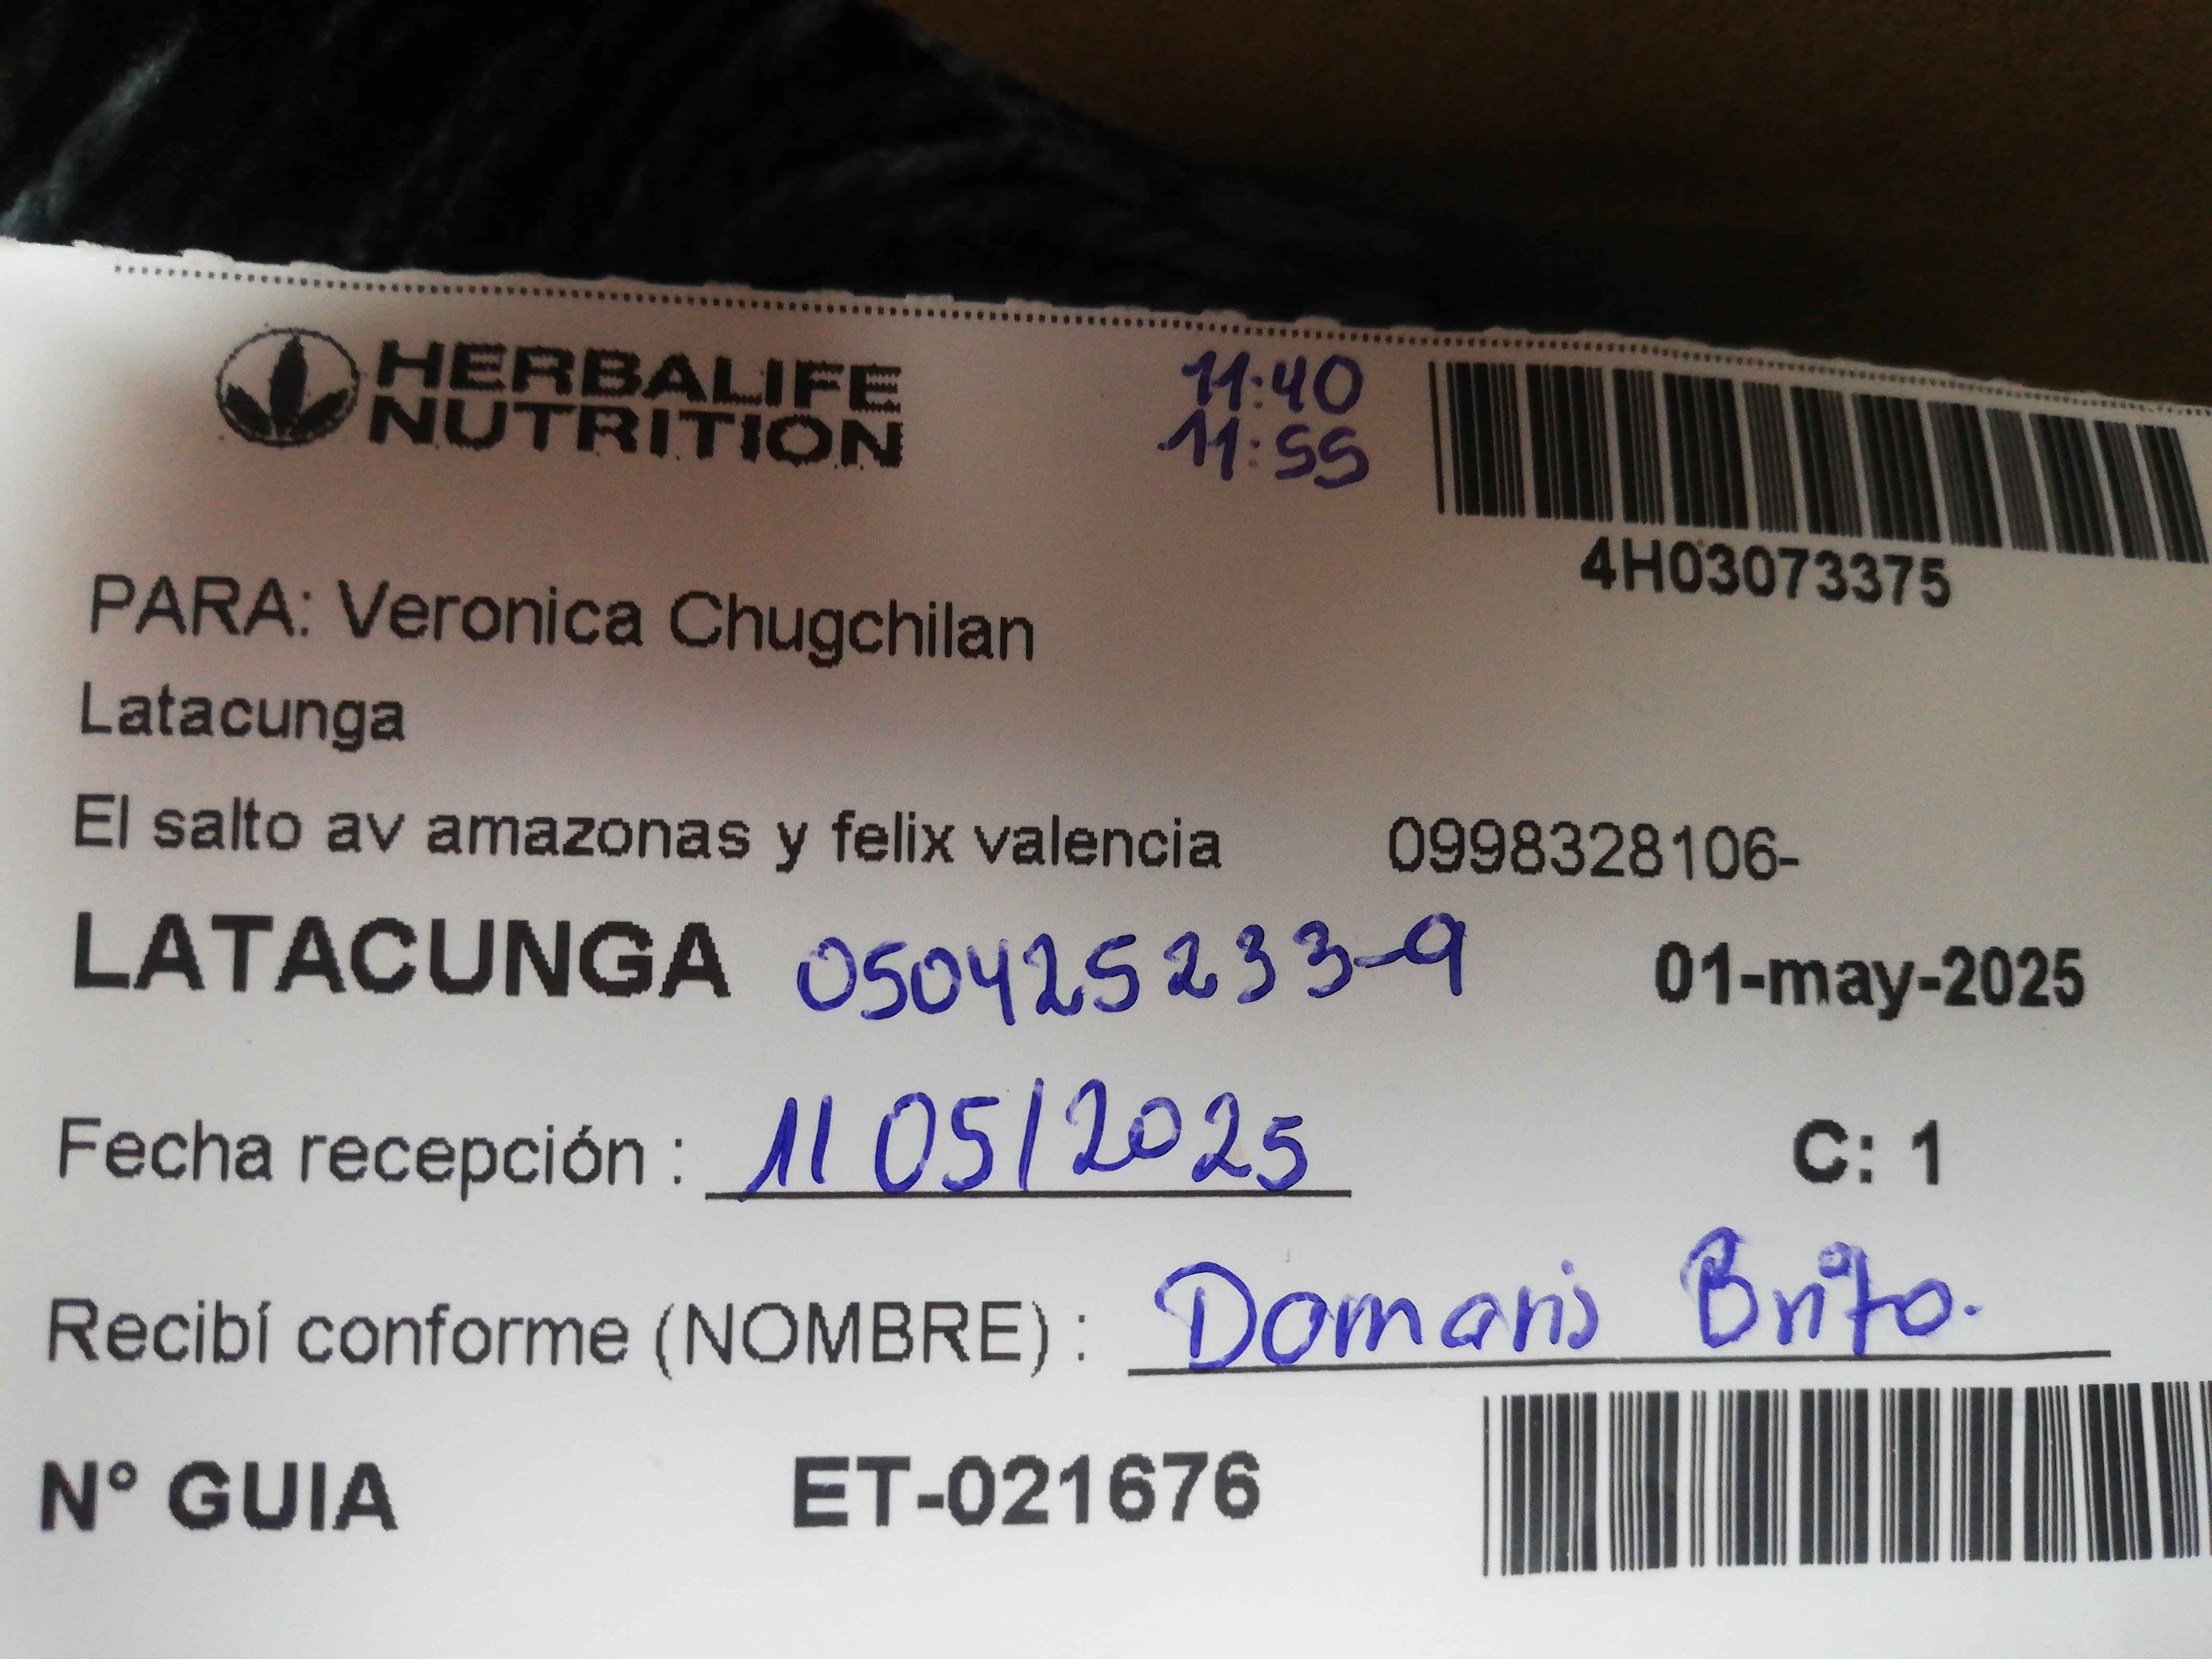 HERBALIFE
NUTRITION
11:40
11:55
4H03073375
PARA: Veronica Chugchilan
Latacunga
El salto av amazonas y felix valencia 0998328106-
LATACUNGA 050425233-9 01-may-2025
Fecha recepción : 11 05/2025 C: 1
Recibí conforme (NOMBRE) : Domaris Brito.
N° GUIA ET-021676